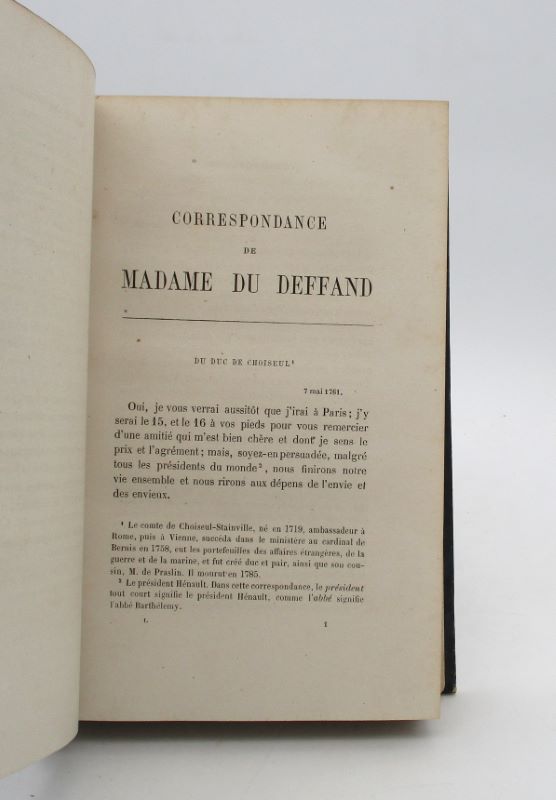 CORRESPONDANCE
DE
MADAME DU DEFFAND
DU DUC DE CHOISEUL¹
7 mai 1761.
Oui, je vous verrai aussitôt que j'irai à Paris; j'y
serai le 15, et le 16 à vos pieds pour vous remercier
d'une amitié qui m'est bien chère et dont je sens le
prix et l'agrément; mais, soyez-en persuadée, malgré
tous les présidents du monde², nous finirons notre
vie ensemble et nous rirons aux dépens de l'envie et
des envieux.
¹ Le comte de Choiseul-Stainville, né en 1719, ambassadeur à
Rome, puis à Vienne, succéda dans le ministère au cardinal de
Bernis en 1758, eut les portefeuilles des affaires étrangères, de la
guerre et de la marine, et fut créé duc et pair, ainsi que son cou-
sin, M. de Praslin. Il mourut en 1785.
² Le président Hénault. Dans cette correspondance, le président
tout court signifie le président Hénault, comme l'abbé signifie
l'abbé Barthélemy.
I. 1